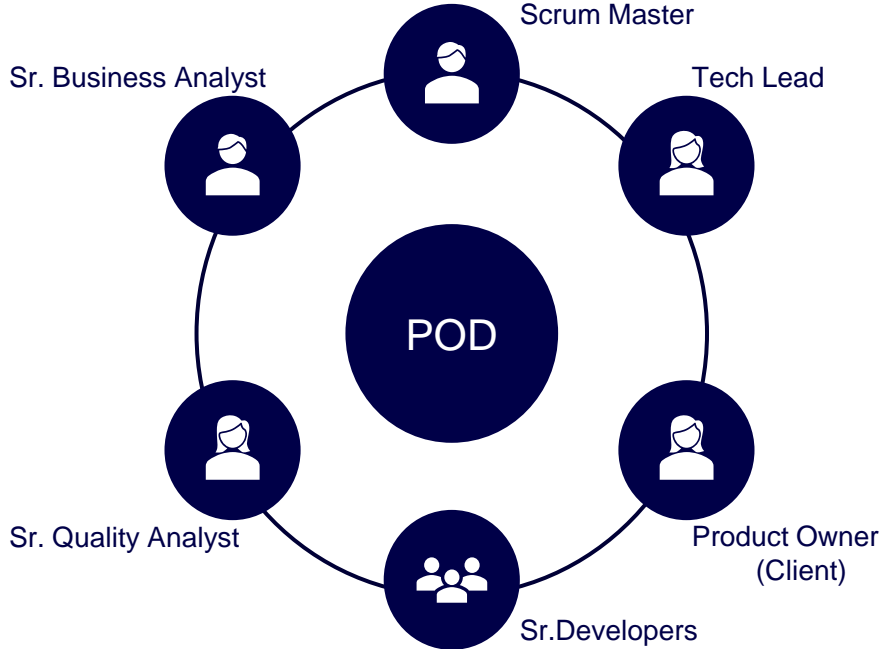 Scrum Master
Sr. Business Analyst
Tech Lead
POD
Sr. Quality Analyst
Product Owner
(Client)
Sr.Developers